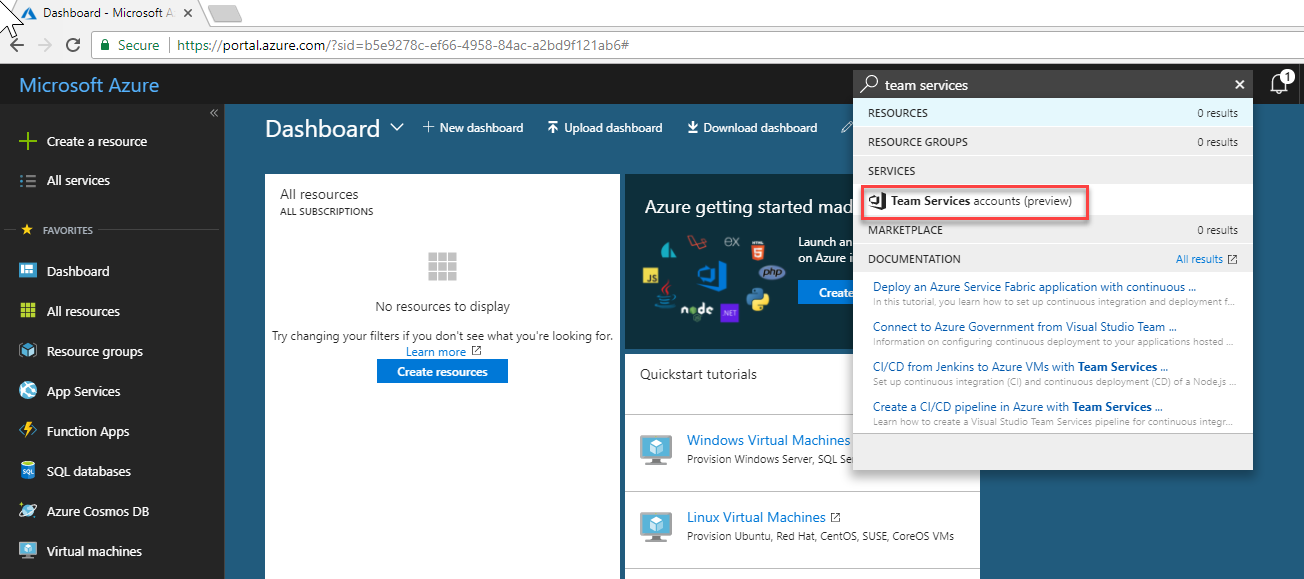 Dashboard - Microsoft A
Secure
https://portal.azure.com/?sid=b5e9278c-ef66-4958-84ac-a2bd9f121ab6#
Microsoft Azure
team services
1
Create a resource
All services
FAVORITES
Dashboard
All resources
Resource groups
App Services
Function Apps
SQL
SQL databases
Azure Cosmos DB
Virtual machines
Dashboard
New dashboard
Upload dashboard
Download dashboard
All resources
ALL SUBSCRIPTIONS
No resources to display
Try changing your filters if you don't see what you're looking for.
Learn more
Create resources
Azure getting started mad
Launch an
on Azure i
Create
ex
HTML
5
JS
php
node
.NET
Quickstart tutorials
Windows Virtual Machines
Provision Windows Server, SQL Se
Linux Virtual Machines
Provision Ubuntu, Red Hat, CentOS, SUSE, CoreOS VMs
RESOURCES 0 results
RESOURCE GROUPS 0 results
SERVICES
Team Services accounts (preview)
MARKETPLACE 0 results
DOCUMENTATION All results
Deploy an Azure Service Fabric application with continuous ...
In this tutorial, you learn how to set up continuous integration and deployment f...
Connect to Azure Government from Visual Studio Team ...
Information on configuring continuous deployment to your applications hosted ...
CI/CD from Jenkins to Azure VMs with Team Services ...
Set up continuous integration (CI) and continuous deployment (CD) of a Node.js ...
Create a CI/CD pipeline in Azure with Team Services ...
Learn how to create a Visual Studio Team Services pipeline for continuous integr...